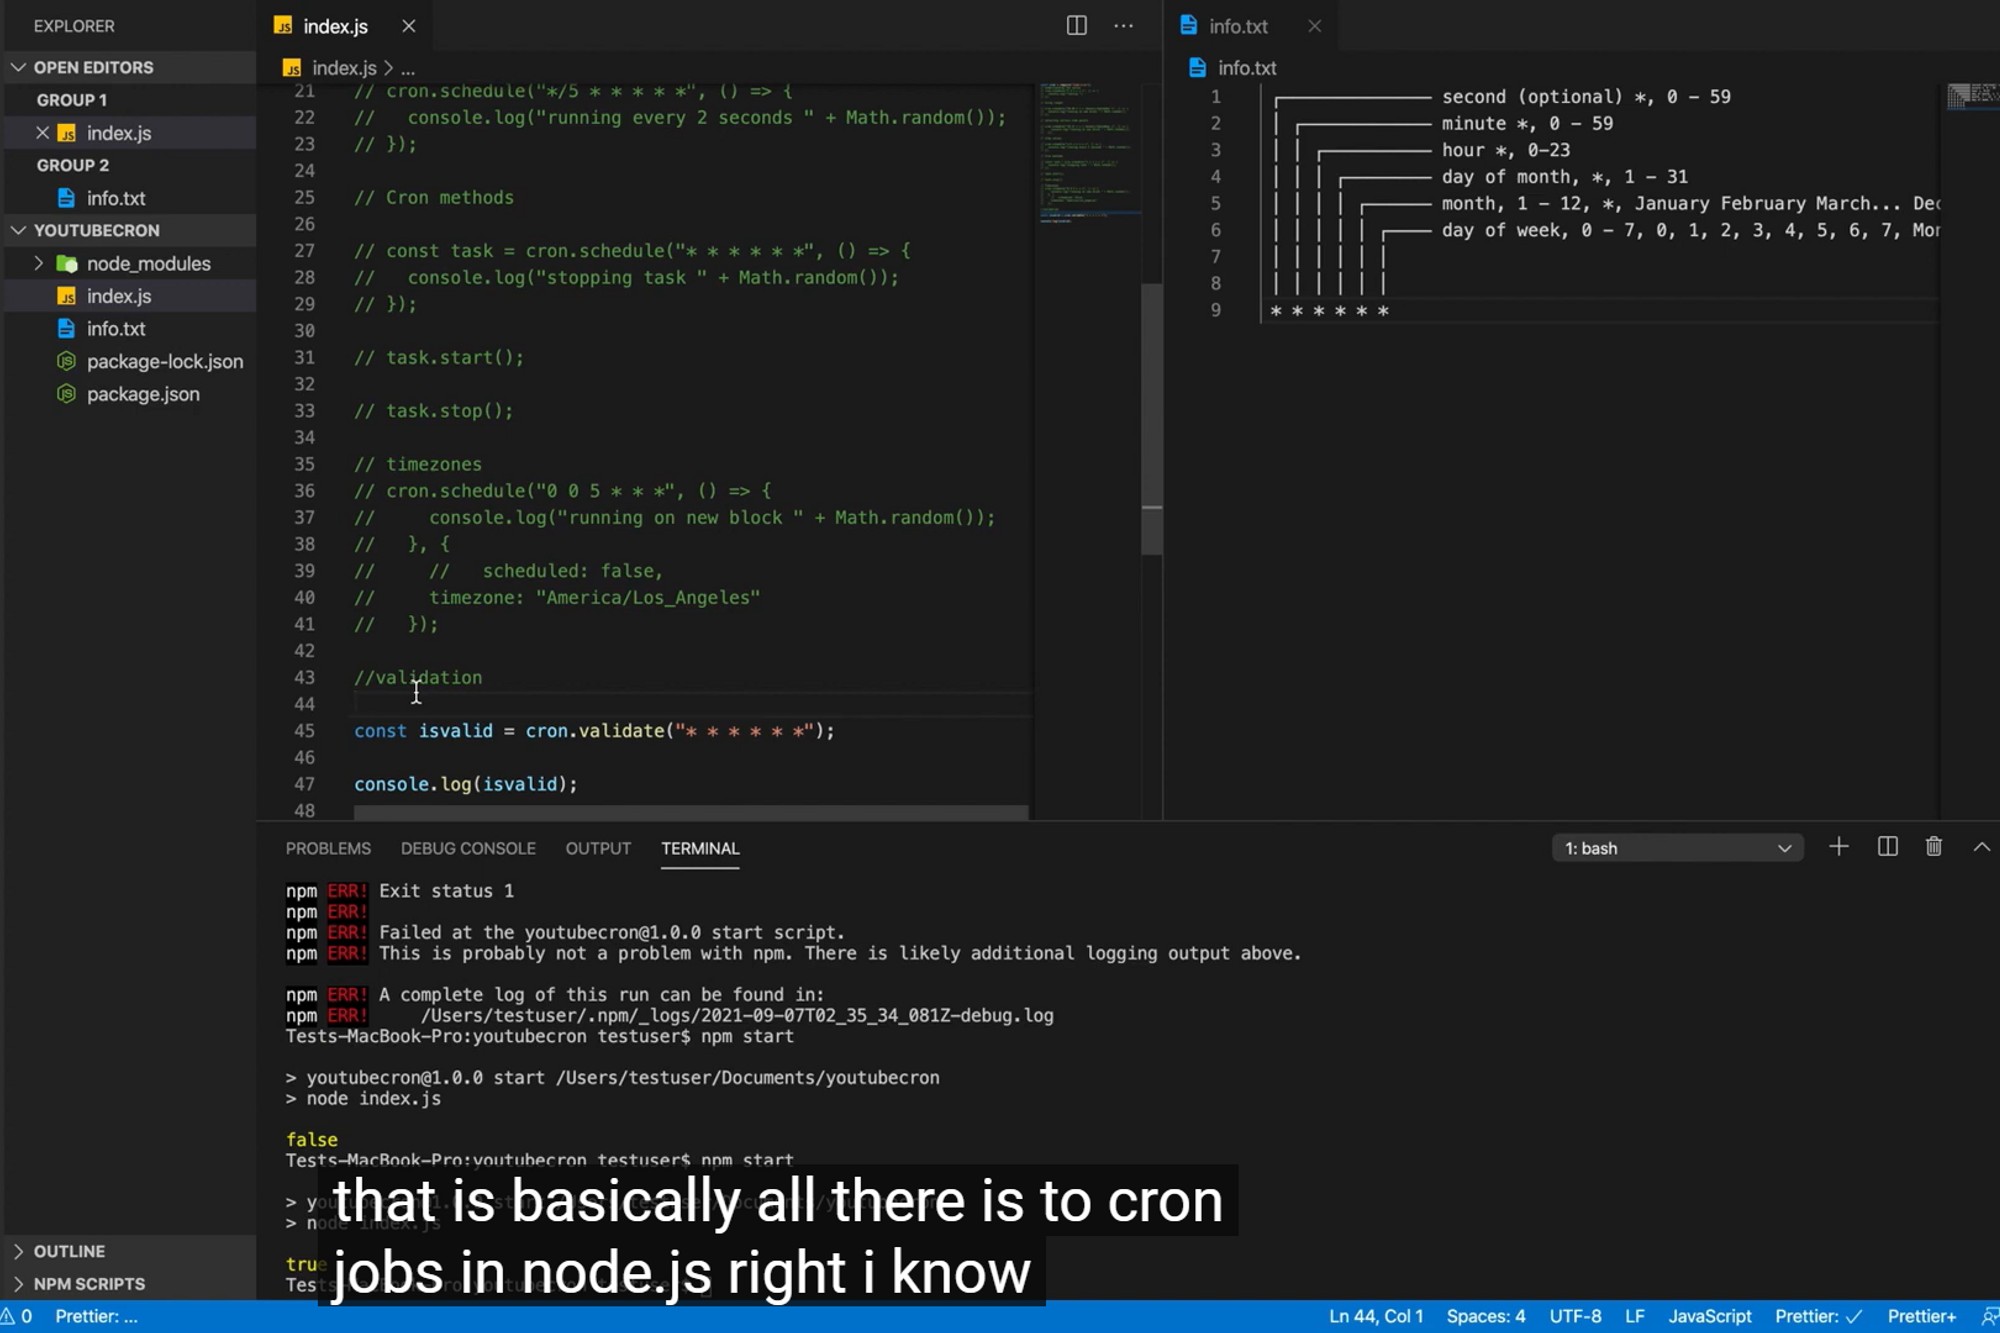 EXPLORER
OPEN EDITORS
GROUP 1
index.js
GROUP 2
info.txt
YOUTUBECRON
node_modules
index.js
info.txt
package-lock.json
package.json
OUTLINE
NPM SCRIPTS
index.js
index.js > ...
21 // cron.schedule("*/5 * * * * *", () => {
22 //   console.log("running every 2 seconds " + Math.random());
23 // });
24
25 // Cron methods
26
27 // const task = cron.schedule("* * * * * *", () => {
28 //   console.log("stopping task " + Math.random());
29 // });
30
31 // task.start();
32
33 // task.stop();
34
35 // timezones
36 // cron.schedule("0 0 5 * * *", () => {
37 //     console.log("running on new block " + Math.random());
38 //   }, {
39 //     //   scheduled: false,
40 //     timezone: "America/Los_Angeles"
41 //   });
42
43 //validation
44
45 const isvalid = cron.validate("* * * * * *");
46
47 console.log(isvalid);
48
info.txt
info.txt
1 second (optional) *, 0 - 59
2 minute *, 0 - 59
3 hour *, 0-23
4 day of month, *, 1 - 31
5 month, 1 - 12, *, January February March... Dec
6 day of week, 0 - 7, 0, 1, 2, 3, 4, 5, 6, 7, Mon
7
8
9 * * * * * *
PROBLEMS DEBUG CONSOLE OUTPUT TERMINAL
1: bash
npm ERR! Exit status 1
npm ERR!
npm ERR! Failed at the youtubecron@1.0.0 start script.
npm ERR! This is probably not a problem with npm. There is likely additional logging output above.
npm ERR! A complete log of this run can be found in:
npm ERR!     /Users/testuser/.npm/_logs/2021-09-07T02_35_34_081Z-debug.log
Tests-MacBook-Pro:youtubecron testuser$ npm start
> youtubecron@1.0.0 start /Users/testuser/Documents/youtubecron
> node index.js
false
Tests-MacBook-Pro:youtubecron testuser$ npm start
> node index.js
true
that is basically all there is to cron
jobs in node.js right i know
0 Prettier: ...
Ln 44, Col 1 Spaces: 4 UTF-8 LF JavaScript Prettier: ✓ Prettier+